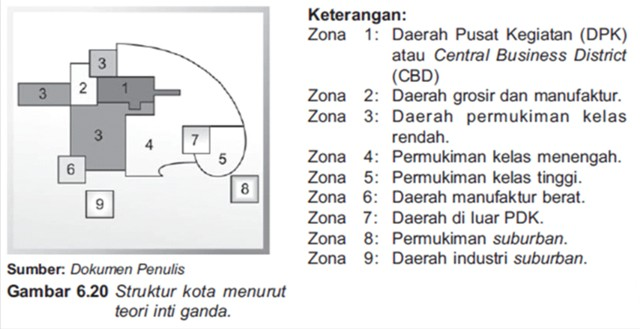 3
3
2
1
3
4
7
5
6
8
9
Sumber: Dokumen Penulis
Gambar 6.20 Struktur kota menurut
teori inti ganda.
Keterangan:
Zona 1: Daerah Pusat Kegiatan (DPK)
atau Central Business District
(CBD)
Zona 2: Daerah grosir dan manufaktur.
Zona 3: Daerah permukiman kelas
rendah.
Zona 4: Permukiman kelas menengah.
Zona 5: Permukiman kelas tinggi.
Zona 6: Daerah manufaktur berat.
Zona 7: Daerah di luar PDK.
Zona 8: Permukiman suburban.
Zona 9: Daerah industri suburban.